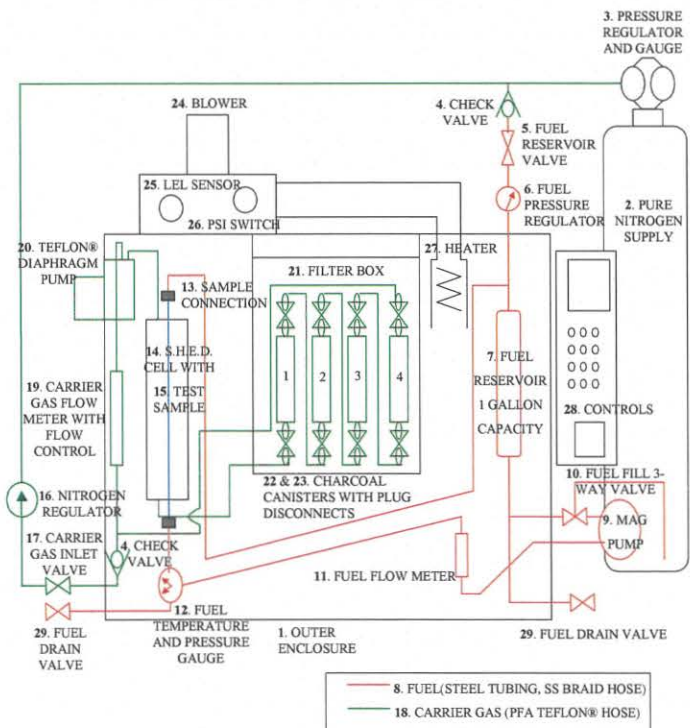 3. PRESSURE
REGULATOR
AND GAUGE
24. BLOWER
4. CHECK
VALVE
5. FUEL
RESERVOIR
VALVE
25. LEL SENSOR
6. FUEL
PRESSURE
REGULATOR
2. PURE
NITROGEN
SUPPLY
26. PSI SWITCH
20. TEFLON®
DIAPHRAGM
PUMP
27. HEATER
21. FILTER BOX
13. SAMPLE
CONNECTION
14. S.H.E.D.
CELL WITH
15. TEST
SAMPLE
1
2
3
4
7. FUEL
RESERVOIR
1 GALLON
CAPACITY
19. CARRIER
GAS FLOW
METER WITH
FLOW
CONTROL
28. CONTROLS
22 & 23. CHARCOAL
CANISTERS WITH PLUG
DISCONNECTS
10. FUEL FILL 3-
WAY VALVE
16. NITROGEN
REGULATOR
9. MAG
PUMP
17. CARRIER
GAS INLET
VALVE
4. CHECK
VALVE
11. FUEL FLOW METER
12. FUEL
TEMPERATURE
AND PRESSURE
GAUGE
29. FUEL
DRAIN
VALVE
1. OUTER
ENCLOSURE
29. FUEL DRAIN VALVE
8. FUEL(STEEL TUBING, SS BRAID HOSE)
18. CARRIER GAS (PFA TEFLON® HOSE)